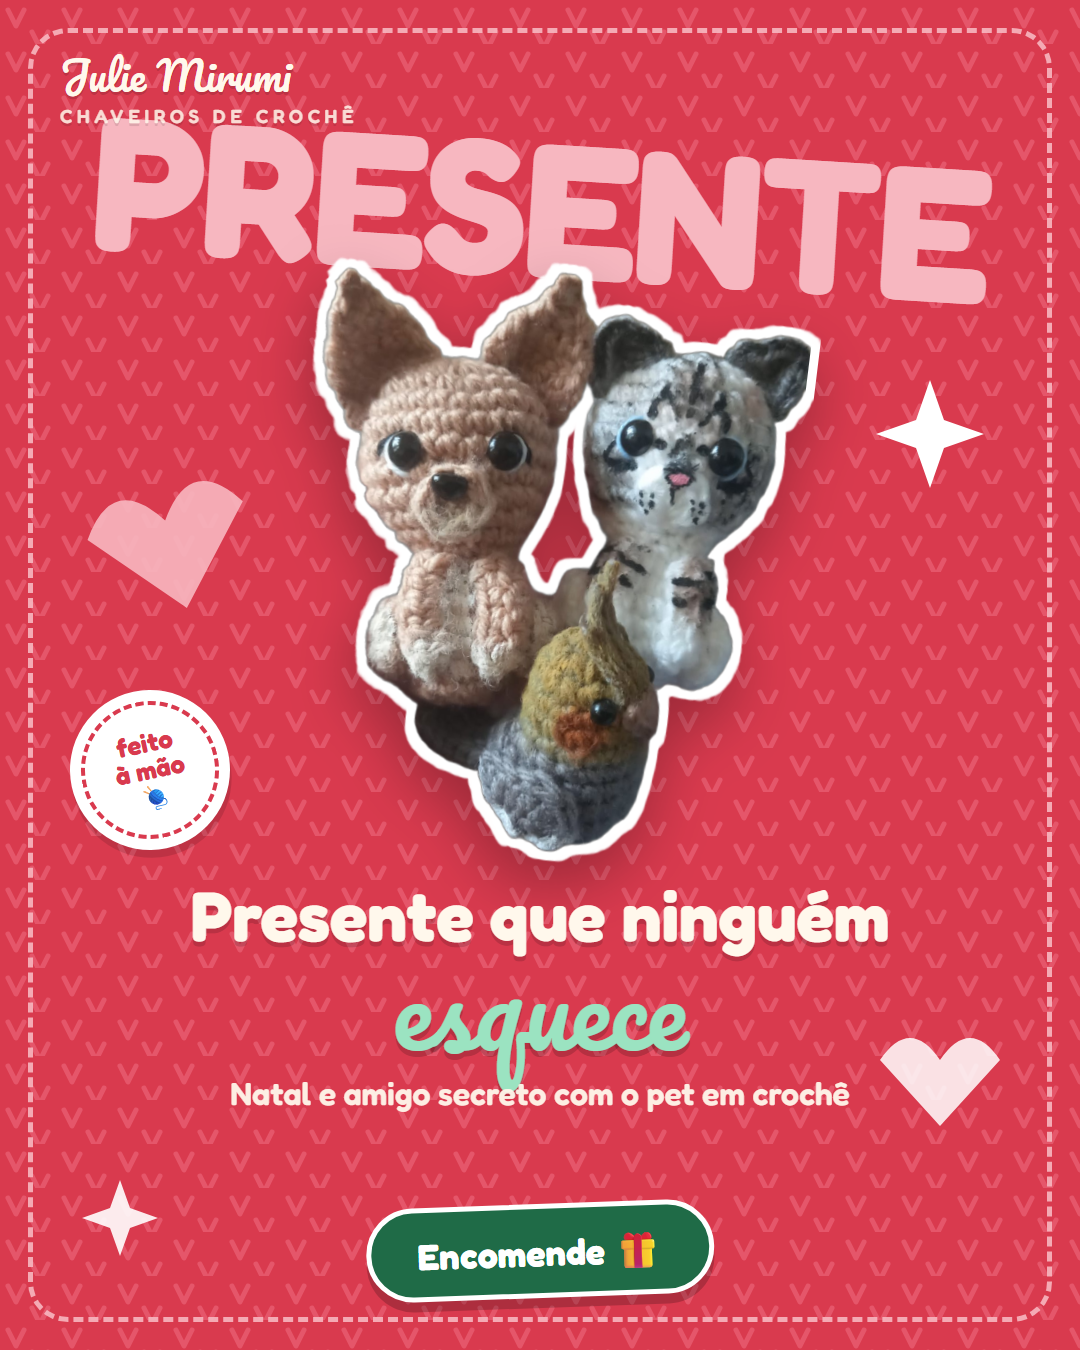 Julie Mirumi
CHAVEIROS DE CROCHÊ
PRESENTE
feito
à mão
Presente que ninguém
esquece
Natal e amigo secreto com o pet em crochê
Encomende 🎁